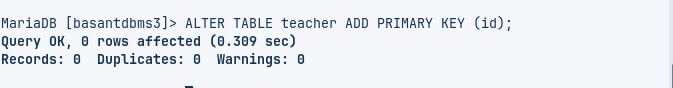 MariaDB [basantdbms3]> ALTER TABLE teacher ADD PRIMARY KEY (id);
Query OK, 0 rows affected (0.309 sec)
Records: 0  Duplicates: 0  Warnings: 0